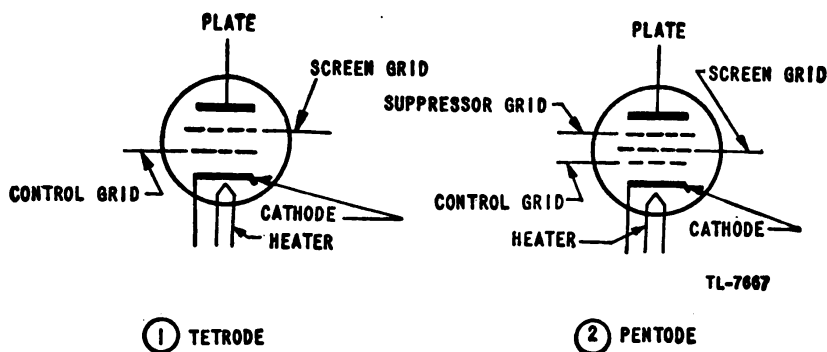 PLATE
SCREEN GRID
CONTROL GRID
CATHODE
HEATER
1 TETRODE
PLATE
SCREEN GRID
SUPPRESSOR GRID
CONTROL GRID
HEATER
CATHODE
TL-7667
2 PENTODE